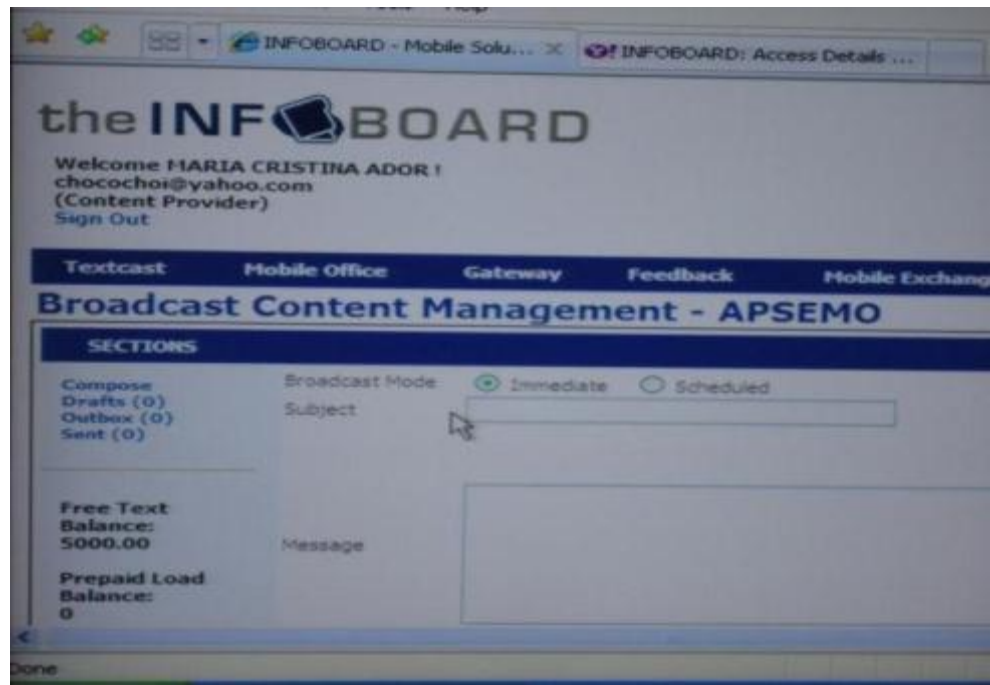 INFOBOARD - Mobile Solu...
INFOBOARD: Access Details ...
the INFOBOARD
Welcome MARIA CRISTINA ADOR !
chocochoi@yahoo.com
(Content Provider)
Sign Out
Textcast Mobile Office Gateway Feedback Mobile Exchang
Broadcast Content Management - APSEMO
SECTIONS
Compose
Drafts (0)
Outbox (0)
Sent (0)
Broadcast Mode Immediate Scheduled
Subject
Free Text
Balance:
5000.00
Message
Prepaid Load
Balance:
0
Done